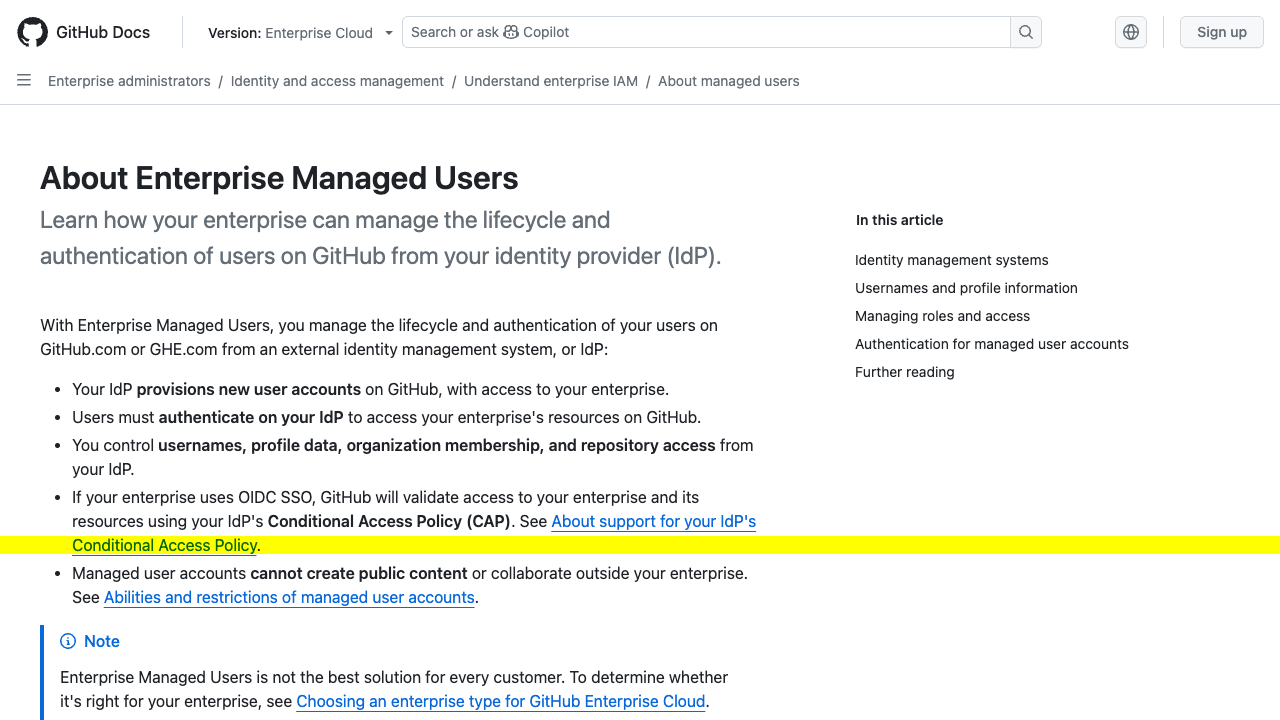 GitHub Docs
Version: Enterprise Cloud
Search or ask Copilot
Sign up
Enterprise administrators / Identity and access management / Understand enterprise IAM / About managed users
About Enterprise Managed Users
Learn how your enterprise can manage the lifecycle and
authentication of users on GitHub from your identity provider (IdP).
With Enterprise Managed Users, you manage the lifecycle and authentication of your users on
GitHub.com or GHE.com from an external identity management system, or IdP:
• Your IdP provisions new user accounts on GitHub, with access to your enterprise.
• Users must authenticate on your IdP to access your enterprise's resources on GitHub.
• You control usernames, profile data, organization membership, and repository access from
your IdP.
• If your enterprise uses OIDC SSO, GitHub will validate access to your enterprise and its
resources using your IdP's Conditional Access Policy (CAP). See About support for your IdP's
Conditional Access Policy.
• Managed user accounts cannot create public content or collaborate outside your enterprise.
See Abilities and restrictions of managed user accounts.
Note
Enterprise Managed Users is not the best solution for every customer. To determine whether
it's right for your enterprise, see Choosing an enterprise type for GitHub Enterprise Cloud.
In this article
Identity management systems
Usernames and profile information
Managing roles and access
Authentication for managed user accounts
Further reading